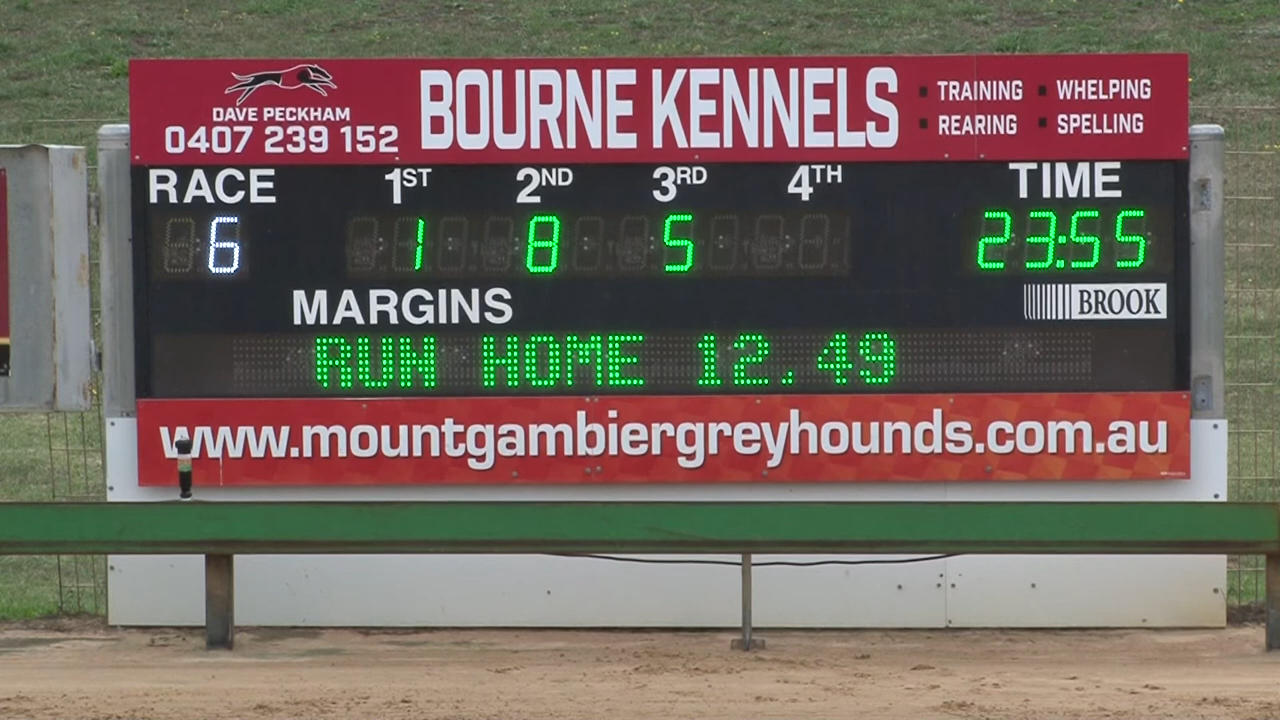 DAVE PECKHAM
0407 239 152
BOURNE KENNELS
TRAINING WHELPING
REARING SPELLING
RACE 1ST 2ND 3RD 4TH TIME
6 1 8 5 23:55
MARGINS
BROOK
RUN HOME 12.49
www.mountgambiergreyhounds.com.au